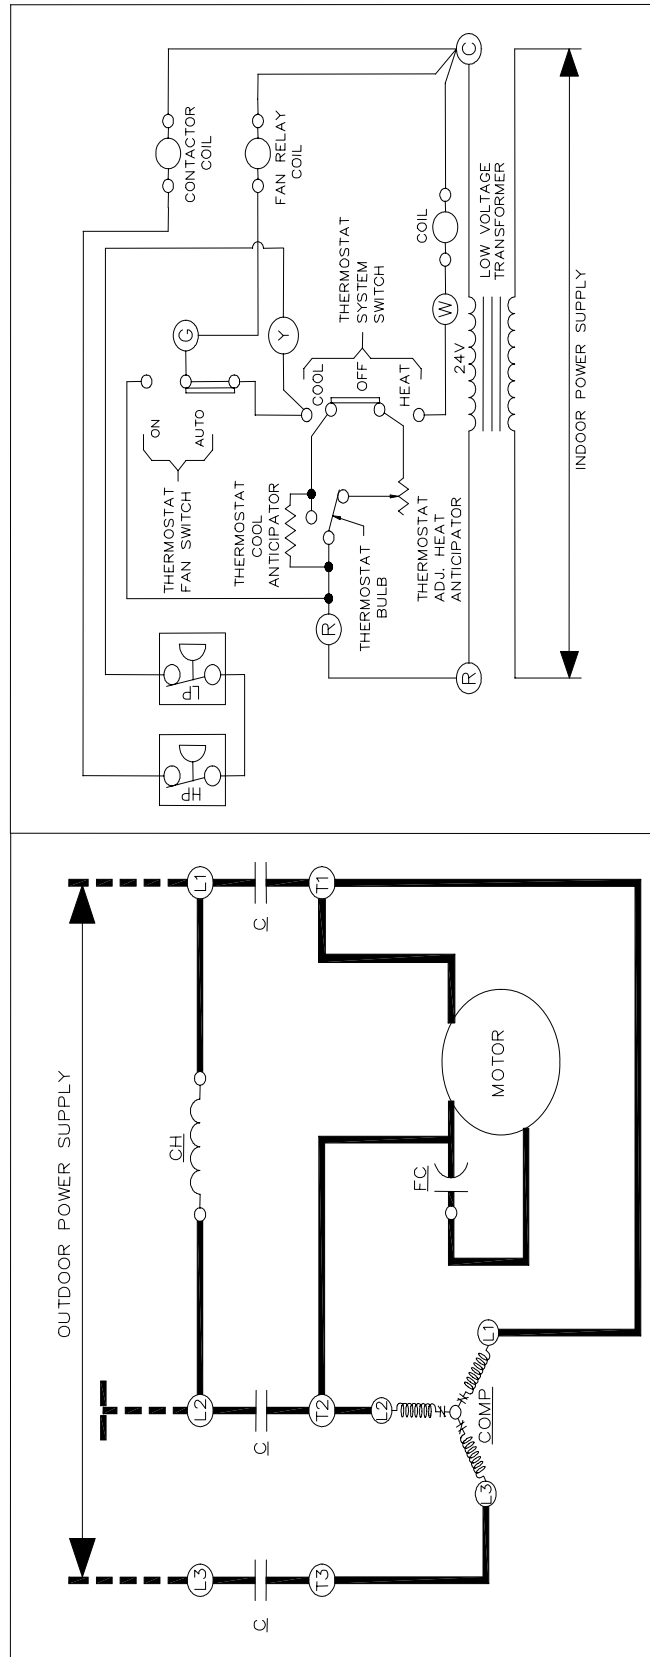 OUTDOOR POWER SUPPLY
L3
L2
L1
CH
C
C
C
T3
T2
T1
FC
MOTOR
L2
L3
L1
COMP
HP
LP
CONTACTOR
COIL
FAN RELAY
COIL
THERMOSTAT
FAN SWITCH
ON
AUTO
G
Y
C
THERMOSTAT
COOL
ANTICIPATOR
THERMOSTAT
SYSTEM
SWITCH
COOL
OFF
HEAT
R
THERMOSTAT
BULB
THERMOSTAT
ADJ. HEAT
ANTICIPATOR
W
COIL
R
24V
LOW VOLTAGE
TRANSFORMER
INDOOR POWER SUPPLY